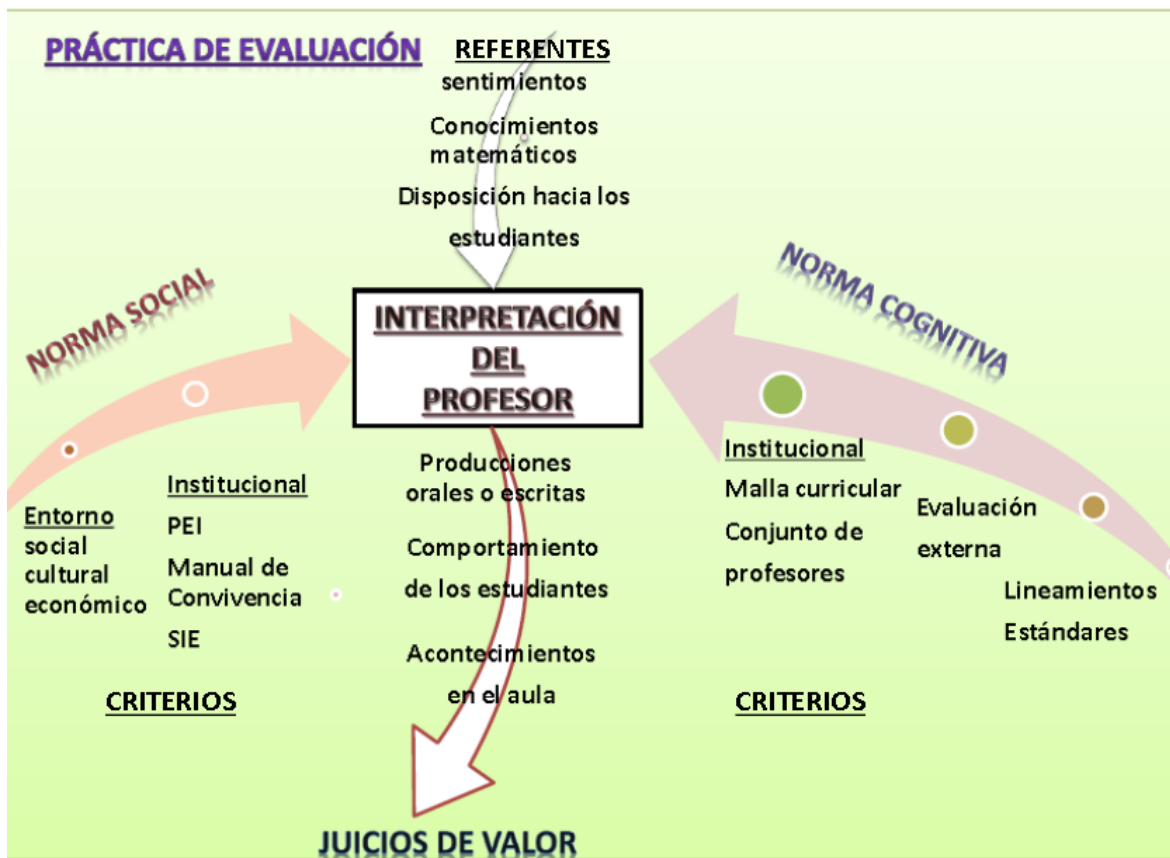 PRÁCTICA DE EVALUACIÓN
REFERENTES
sentimientos
Conocimientos
matemáticos
Disposición hacia los
estudiantes
NORMA SOCIAL
NORMA COGNITIVA
INTERPRETACIÓN
DEL
PROFESOR
Entorno
social
cultural
económico
Institucional
PEI
Manual de
Convivencia
SIE
CRITERIOS
Producciones
orales o escritas
Comportamiento
de los estudiantes
Acontecimientos
en el aula
Institucional
Malla curricular
Conjunto de
profesores
Evaluación
externa
Lineamientos
Estándares
CRITERIOS
JUICIOS DE VALOR